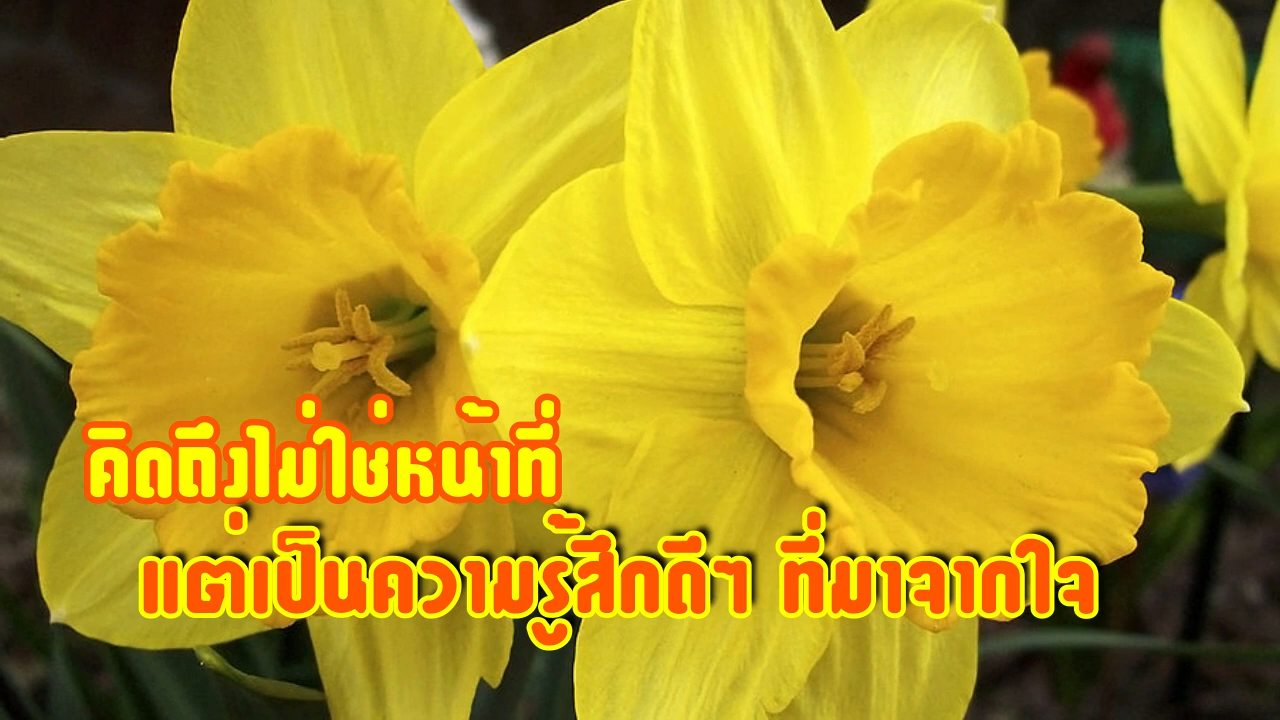 คิดถึงไม่ใช่หน้าที่
แต่เป็นความรู้สึกดีๆ ที่มาจากใจ